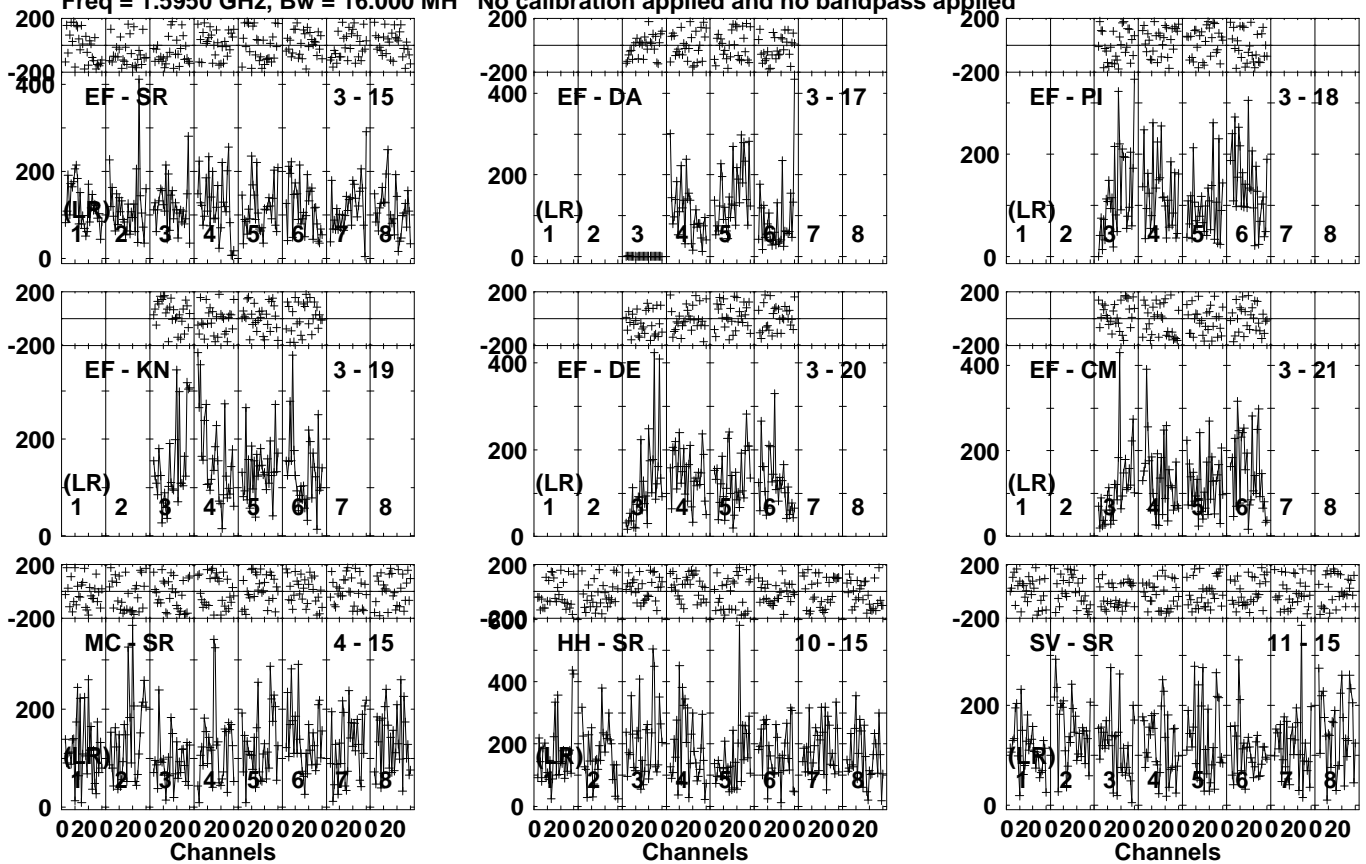 Freq = 1.5950 GHz, Bw = 16.000 MH No calibration applied and no bandpass applied
200
-200
400
200
0
EF - SR 3 - 15
(LR)
1 2 3 4 5 6 7 8
200
-200
400
200
0
EF - DA 3 - 17
(LR)
1 2 3 4 5 6 7 8
200
-200
200
0
EF - PI 3 - 18
(LR)
1 2 3 4 5 6 7 8
200
-200
200
0
EF - KN 3 - 19
(LR)
1 2 3 4 5 6 7 8
200
-200
400
200
0
EF - DE 3 - 20
(LR)
1 2 3 4 5 6 7 8
200
-200
400
200
0
EF - CM 3 - 21
(LR)
1 2 3 4 5 6 7 8
200
-200
200
0
MC - SR 4 - 15
(LR)
1 2 3 4 5 6 7 8
0 20 0 20 0 20 0 20 0 20 0 20 0 20 0 20
Channels
200
-200
600
400
200
0
HH - SR 10 - 15
(LR)
1 2 3 4 5 6 7 8
0 20 0 20 0 20 0 20 0 20 0 20 0 20 0 20
Channels
200
-200
200
0
SV - SR 11 - 15
(LR)
1 2 3 4 5 6 7 8
0 20 0 20 0 20 0 20 0 20 0 20 0 20 0 20
Channels